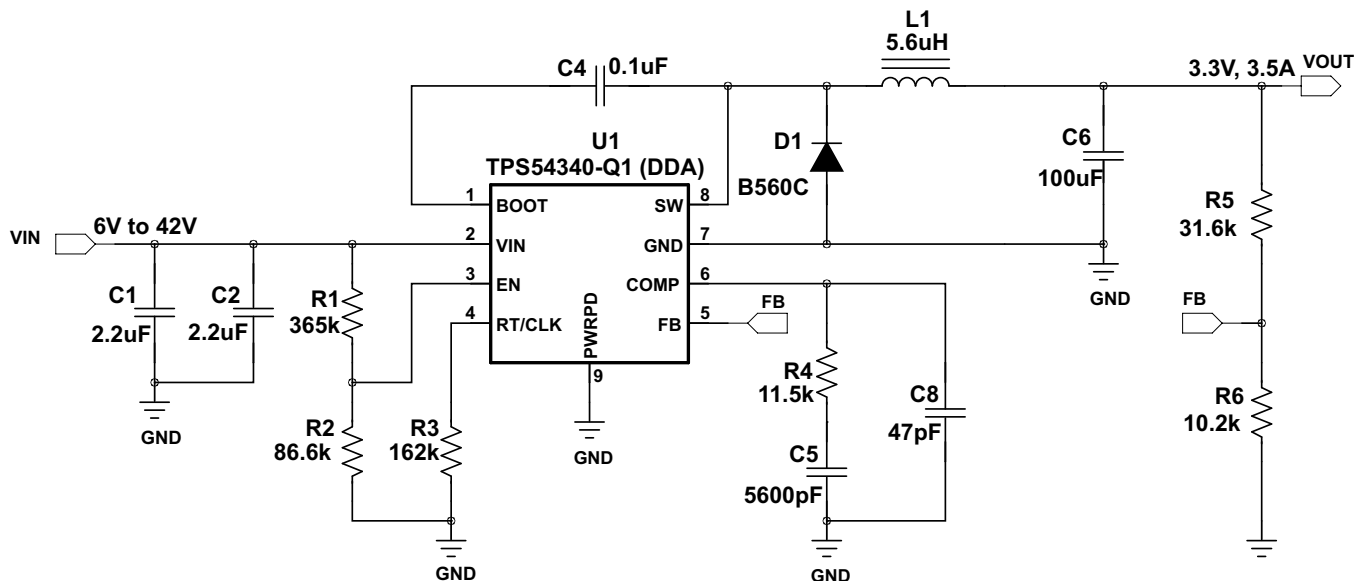 L1
5.6uH
C4
0.1uF
3.3V, 3.5A
VOUT
U1
TPS54340-Q1 (DDA)
D1
B560C
C6
100uF
1
BOOT
SW
8
R5
31.6k
VIN
6V to 42V
2
VIN
GND
7
3
EN
COMP
6
GND
C1
2.2uF
C2
2.2uF
R1
365k
4
RT/CLK
FB
5
FB
FB
PWRPD
9
R4
11.5k
C8
47pF
R6
10.2k
GND
R2
86.6k
R3
162k
GND
C5
5600pF
GND
GND